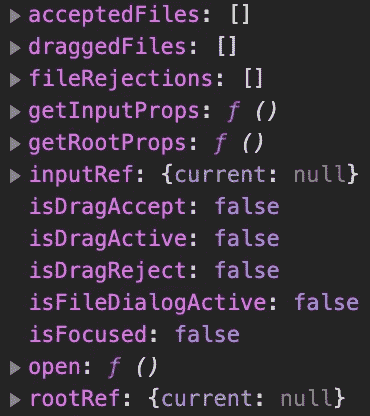 acceptedFiles: []
draggedFiles: []
fileRejections: []
getInputProps: ƒ ()
getRootProps: ƒ ()
inputRef: {current: null}
isDragAccept: false
isDragActive: false
isDragReject: false
isFileDialogActive: false
isFocused: false
open: ƒ ()
rootRef: {current: null}